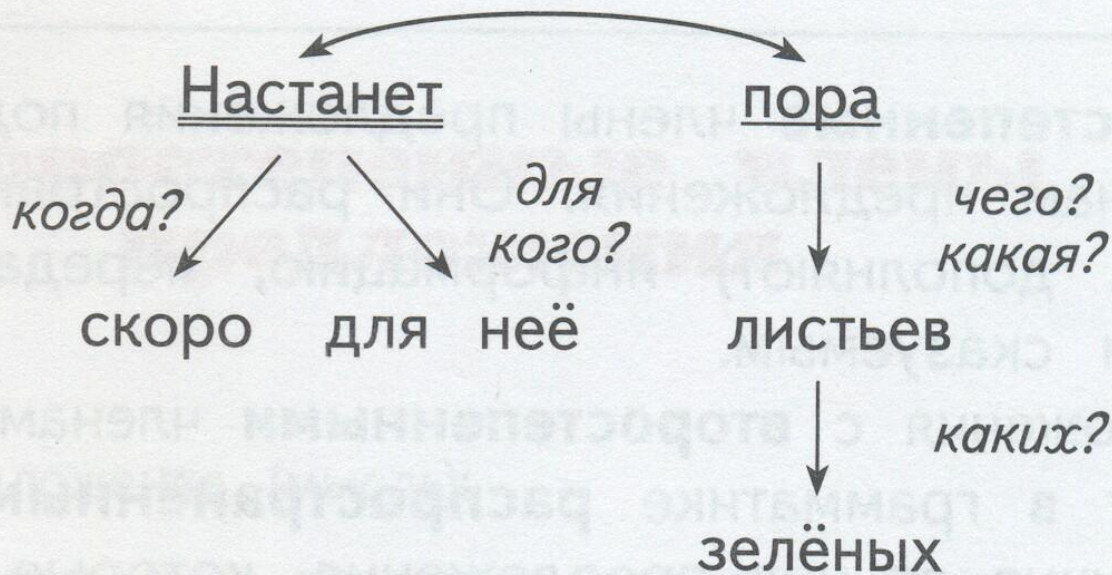 Настанет пора
когда? для кого? чего? какая?
скоро для неё листьев
каких?
зелёных